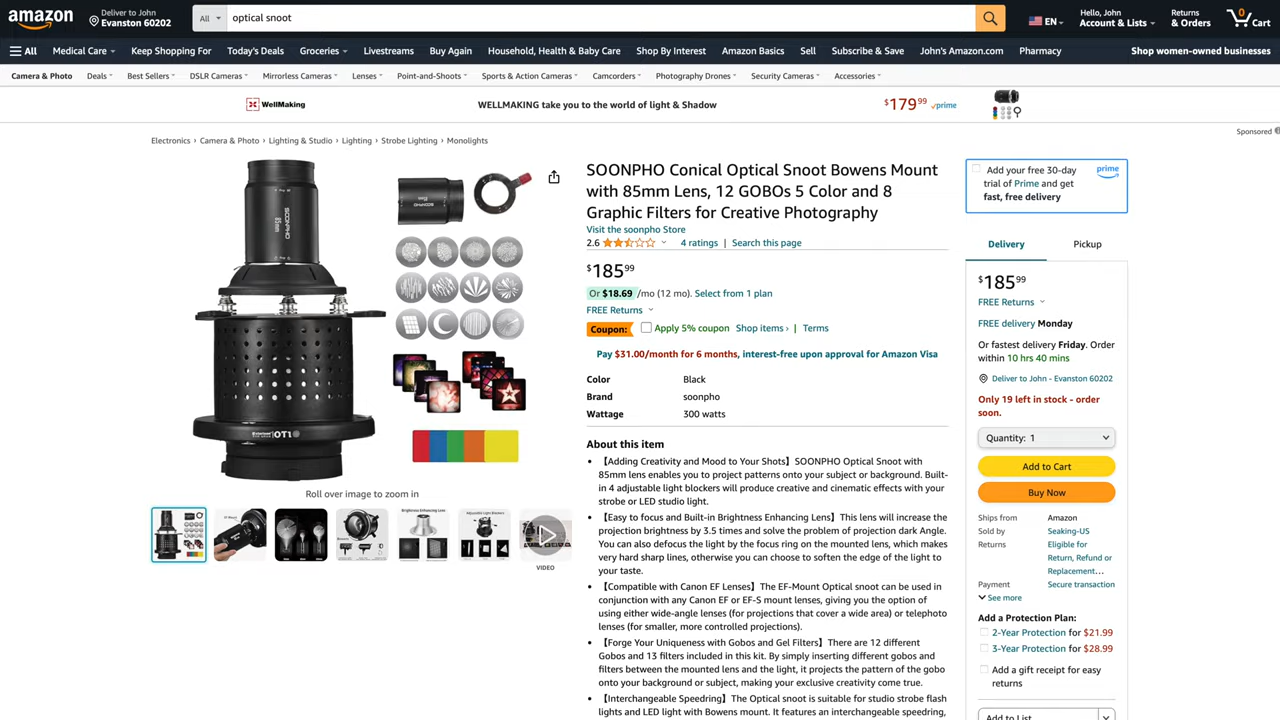 amazon
Deliver to John
Evanston 60202
All
optical snoot
EN
Hello, John
Account & Lists
Returns
& Orders
0
Cart
All
Medical Care
Keep Shopping For
Today's Deals
Groceries
Livestreams
Buy Again
Household, Health & Baby Care
Shop By Interest
Amazon Basics
Sell
Subscribe & Save
John's Amazon.com
Pharmacy
Shop women-owned businesses
Camera & Photo
Deals
Best Sellers
DSLR Cameras
Mirrorless Cameras
Lenses
Point-and-Shoots
Sports & Action Cameras
Camcorders
Photography Drones
Security Cameras
Accessories
WellMaking
WELLMAKING take you to the world of light & Shadow
$179.99 prime
Sponsored
Electronics › Camera & Photo › Lighting & Studio › Lighting › Strobe Lighting › Monolights
SOONPHO
85mm
OT1
Roll over image to zoom in
VIDEO
SOONPHO Conical Optical Snoot Bowens Mount
with 85mm Lens, 12 GOBOs 5 Color and 8
Graphic Filters for Creative Photography
Visit the soonpho Store
2.6
4 ratings | Search this page
$185.99
Or $18.69 /mo (12 mo). Select from 1 plan
FREE Returns
Coupon: Apply 5% coupon Shop items › | Terms
Pay $31.00/month for 6 months, interest-free upon approval for Amazon Visa
Color Black
Brand soonpho
Wattage 300 watts
About this item
• 【Adding Creativity and Mood to Your Shots】SOONPHO Optical Snoot with
85mm lens enables you to project patterns onto your subject or background. Built-
in 4 adjustable light blockers will produce creative and cinematic effects with your
strobe or LED studio light.
• 【Easy to focus and Built-in Brightness Enhancing Lens】This lens will increase the
projection brightness by 3.5 times and solve the problem of projection dark Angle.
You can also defocus the light by the focus ring on the mounted lens, which makes
very hard sharp lines, otherwise you can choose to soften the edge of the light to
your taste.
• 【Compatible with Canon EF Lenses】The EF-Mount Optical snoot can be used in
conjunction with any Canon EF or EF-S mount lenses, giving you the option of
using either wide-angle lenses (for projections that cover a wide area) or telephoto
lenses (for smaller, more controlled projections).
• 【Forge Your Uniqueness with Gobos and Gel Filters】There are 12 different
Gobos and 13 filters included in this kit. By simply inserting different gobos and
filters between the mounted lens and the light, it projects the pattern of the gobo
onto your background or subject, making your exclusive creativity come true.
• 【Interchangeable Speedring】The Optical snoot is suitable for studio strobe flash
lights and LED light with Bowens mount. It features an interchangeable speedring,
Add your free 30-day
trial of Prime and get
fast, free delivery
prime
Delivery
Pickup
$185.99
FREE Returns
FREE delivery Monday
Or fastest delivery Friday. Order
within 10 hrs 40 mins
Deliver to John - Evanston 60202
Only 19 left in stock - order
soon.
Quantity: 1
Add to Cart
Buy Now
Ships from Amazon
Sold by Seaking-US
Returns Eligible for
Return, Refund or
Replacement…
Payment Secure transaction
See more
Add a Protection Plan:
2-Year Protection for $21.99
3-Year Protection for $28.99
Add a gift receipt for easy
returns
Add to List